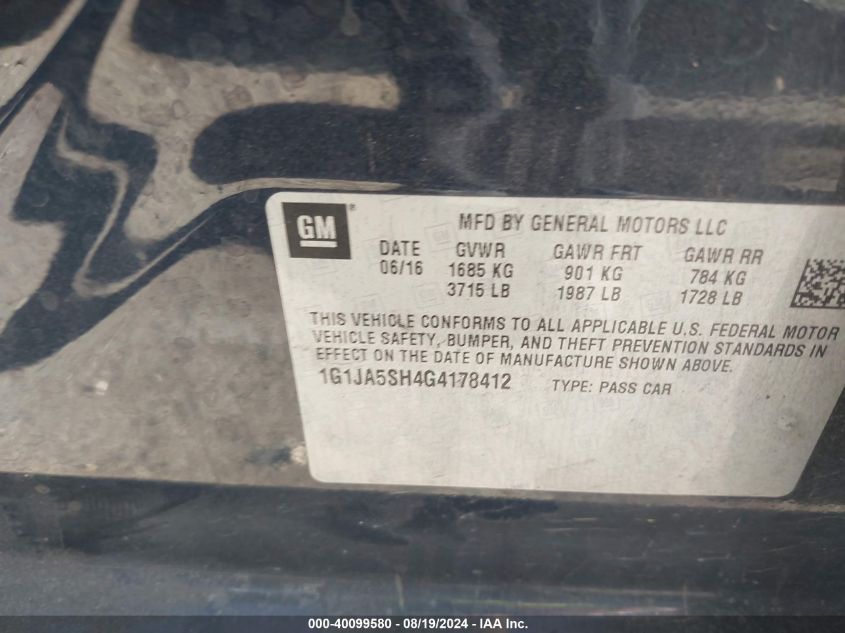 GM ®
MFD BY GENERAL MOTORS LLC
DATE GVWR GAWR FRT GAWR RR
06/16 1685 KG 901 KG 784 KG
3715 LB 1987 LB 1728 LB
THIS VEHICLE CONFORMS TO ALL APPLICABLE U.S. FEDERAL MOTOR
VEHICLE SAFETY, BUMPER, AND THEFT PREVENTION STANDARDS IN
EFFECT ON THE DATE OF MANUFACTURE SHOWN ABOVE.
1G1JA5SH4G4178412 TYPE: PASS CAR
000-40099580 - 08/19/2024 - IAA Inc.